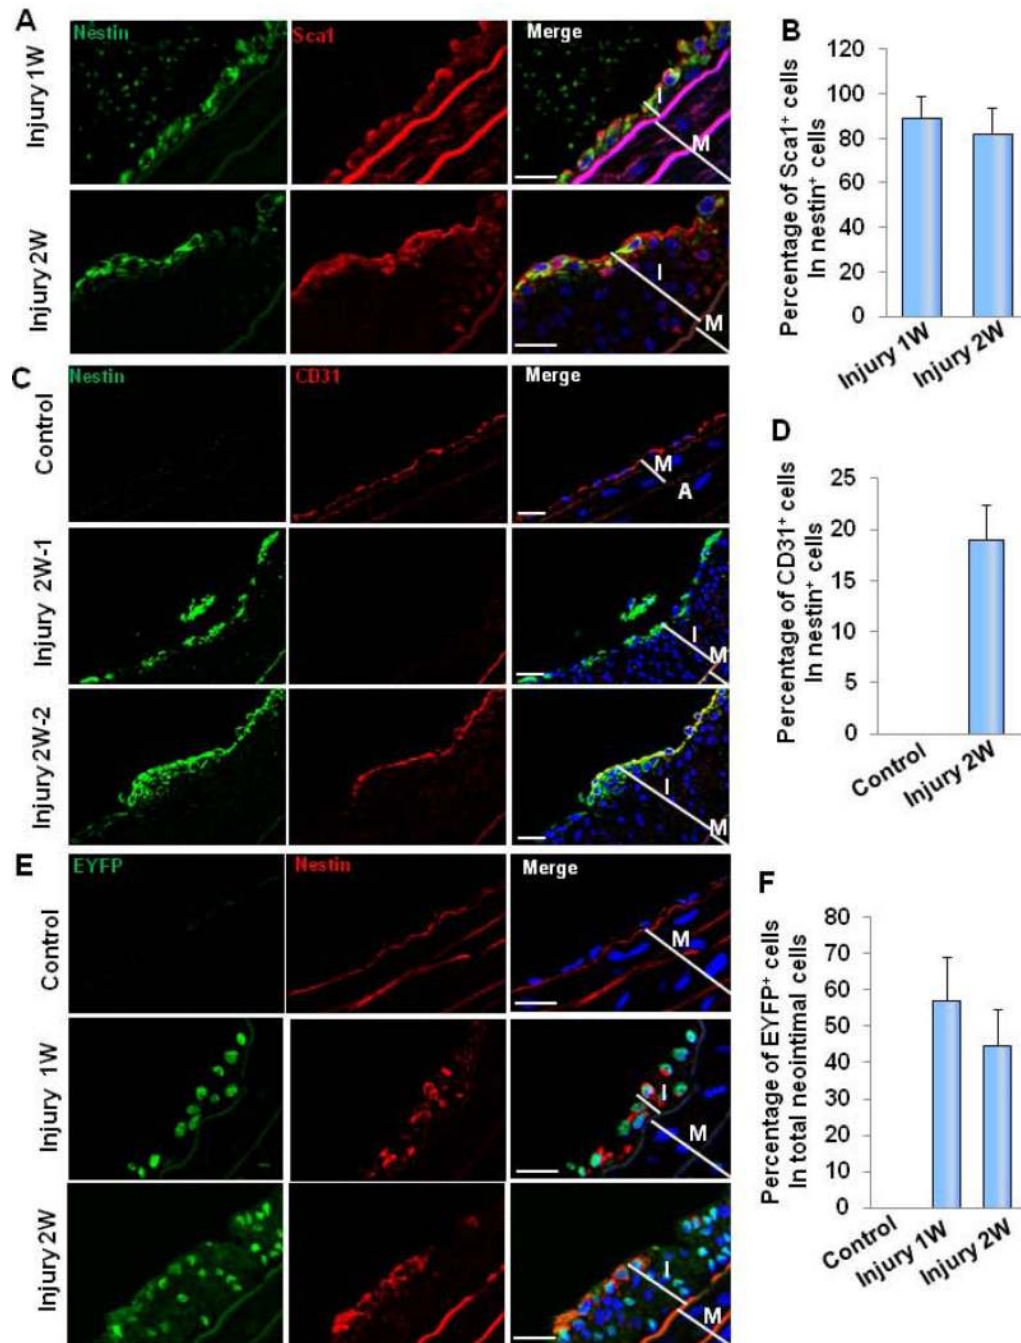 A
Nestin
Sca1
Merge
Injury 1W
I
M
Injury 2W
I
M
B
120
100
80
60
40
20
0
Percentage of Sca1⁺ cells
In nestin⁺ cells
Injury 1W
Injury 2W
C
Nestin
CD31
Merge
Control
M
A
Injury 2W-1
I
M
Injury 2W-2
I
M
D
25
20
15
10
5
0
Percentage of CD31⁺ cells
In nestin⁺ cells
Control
Injury 2W
E
EYFP
Nestin
Merge
Control
M
Injury 1W
I
M
Injury 2W
I
M
F
80
70
60
50
40
30
20
10
0
Percentage of EYFP⁺ cells
In total neointimal cells
Control
Injury 1W
Injury 2W